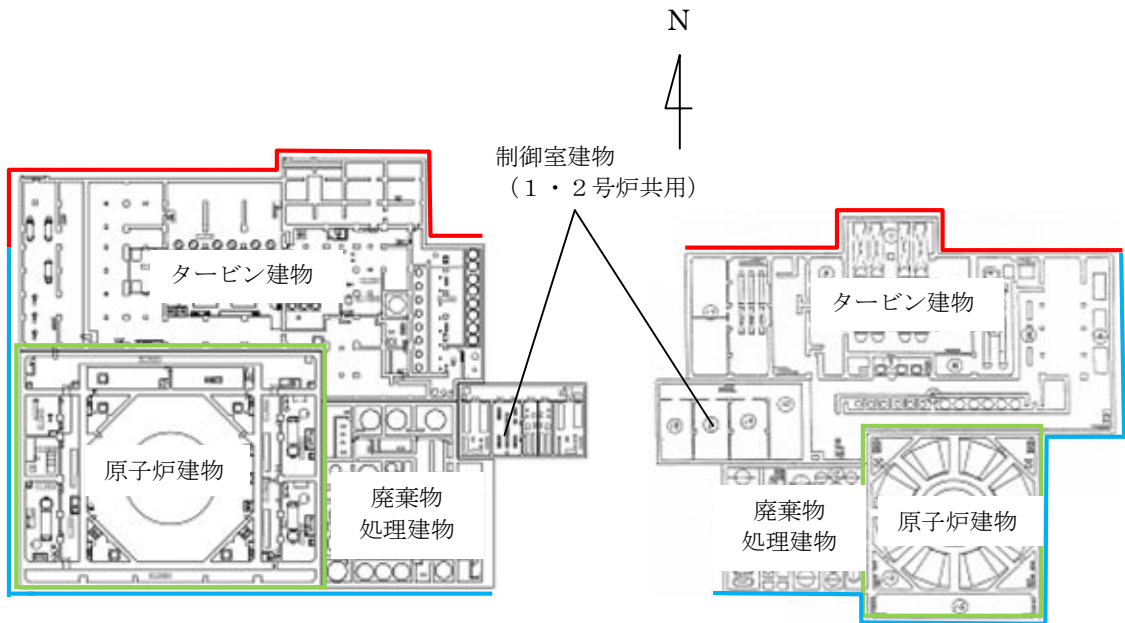 N
制御室建物
（１・２号炉共用）
タービン建物
タービン建物
原子炉建物
廃棄物
処理建物
廃棄物
処理建物
原子炉建物